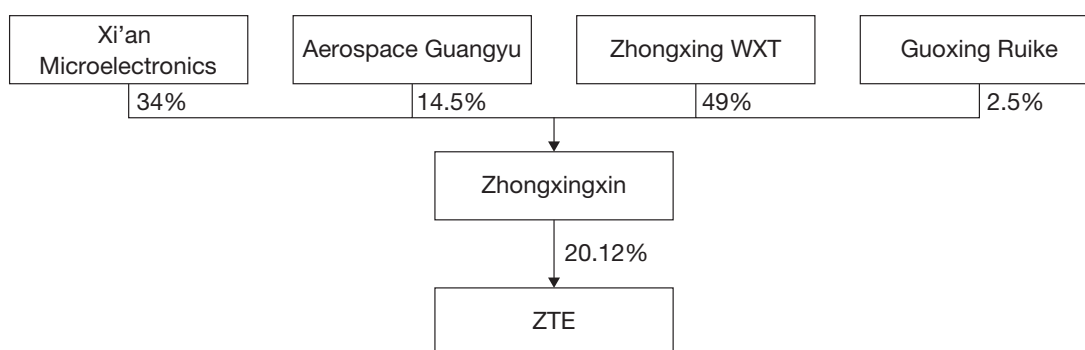 Xi’an
Microelectronics
Aerospace Guangyu
Zhongxing WXT
Guoxing Ruike
34%
14.5%
49%
2.5%
Zhongxingxin
20.12%
ZTE